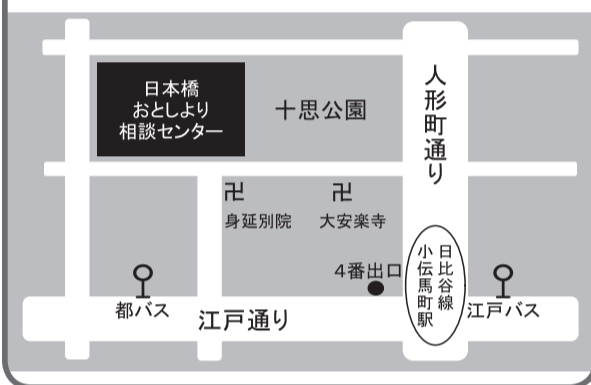 日本橋
おとしより
相談センター
十思公園
人形町通り
卍
身延別院
卍
大安楽寺
4番出口
日比谷線
小伝馬町駅
都バス
江戸通り
江戸バス